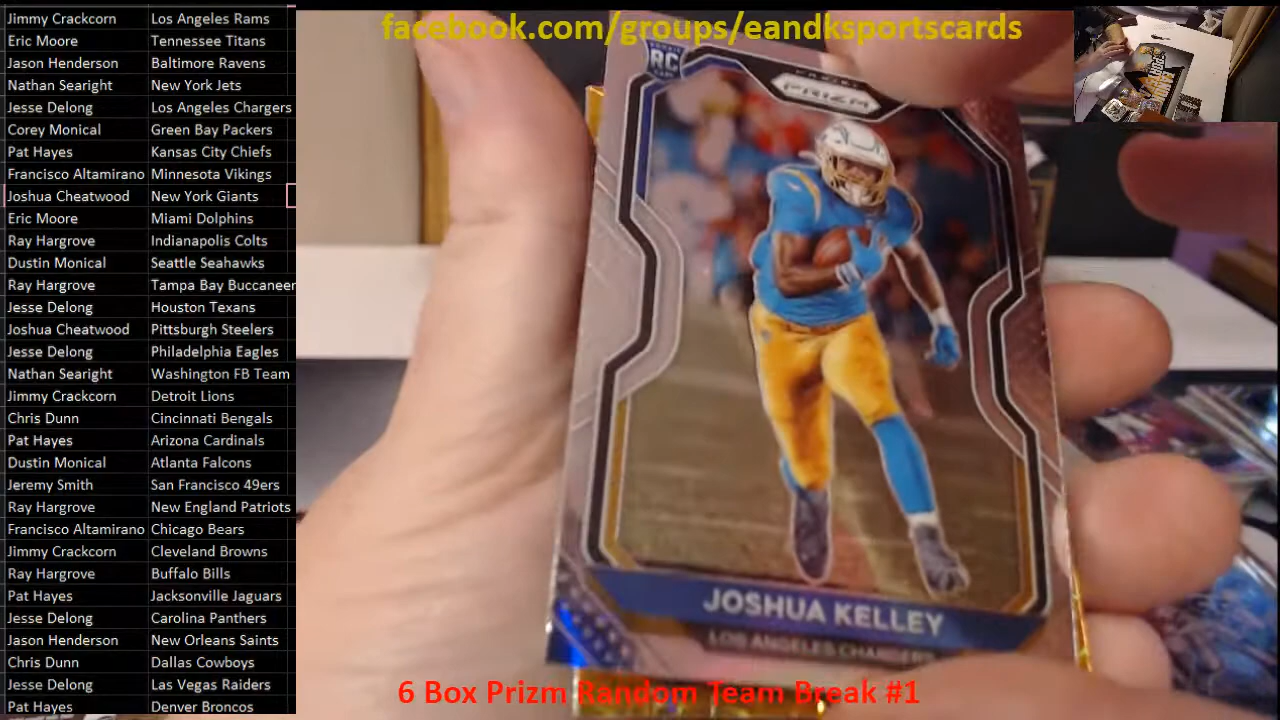 facebook.com/groups/eandksportscards
Jimmy Crackcorn Los Angeles Rams
Eric Moore Tennessee Titans
Jason Henderson Baltimore Ravens
Nathan Searight New York Jets
Jesse Delong Los Angeles Chargers
Corey Monical Green Bay Packers
Pat Hayes Kansas City Chiefs
Francisco Altamirano Minnesota Vikings
Joshua Cheatwood New York Giants
Eric Moore Miami Dolphins
Ray Hargrove Indianapolis Colts
Dustin Monical Seattle Seahawks
Ray Hargrove Tampa Bay Buccaneer
Jesse Delong Houston Texans
Joshua Cheatwood Pittsburgh Steelers
Jesse Delong Philadelphia Eagles
Nathan Searight Washington FB Team
Jimmy Crackcorn Detroit Lions
Chris Dunn Cincinnati Bengals
Pat Hayes Arizona Cardinals
Dustin Monical Atlanta Falcons
Jeremy Smith San Francisco 49ers
Ray Hargrove New England Patriots
Francisco Altamirano Chicago Bears
Jimmy Crackcorn Cleveland Browns
Ray Hargrove Buffalo Bills
Pat Hayes Jacksonville Jaguars
Jesse Delong Carolina Panthers
Jason Henderson New Orleans Saints
Chris Dunn Dallas Cowboys
Jesse Delong Las Vegas Raiders
Pat Hayes Denver Broncos
RC
PANINI
PRIZM
JOSHUA KELLEY
LOS ANGELES CHARGERS
6 Box Prizm Random Team Break #1